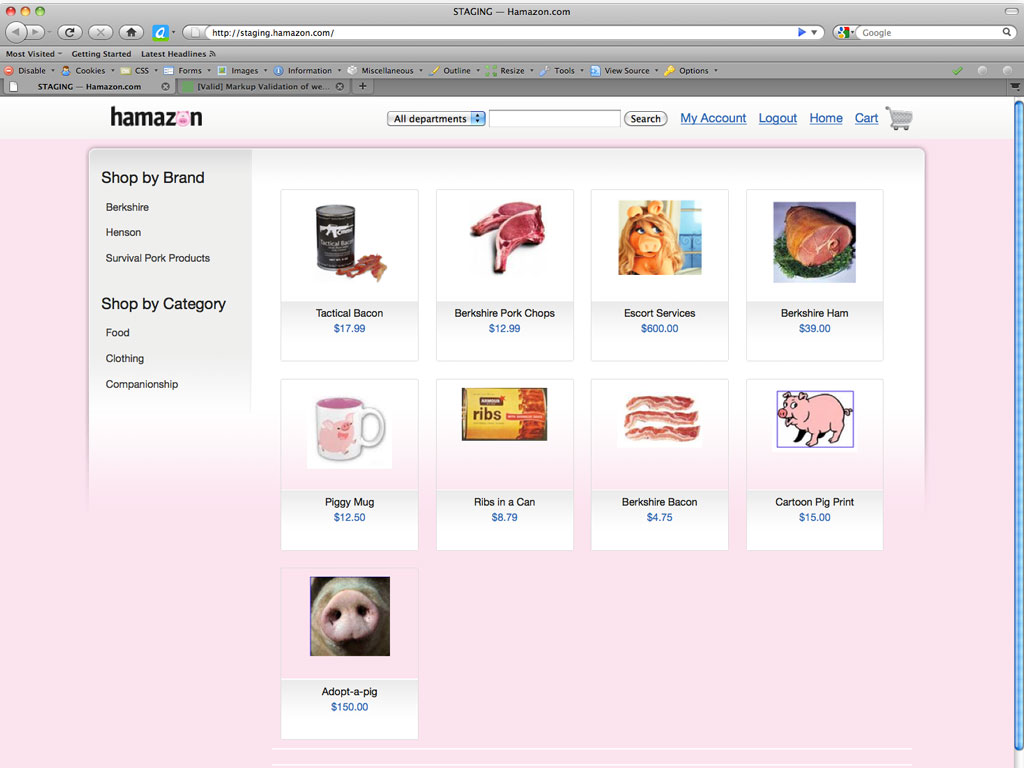 STAGING — Hamazon.com
http://staging.hamazon.com/
Google
Most Visited
Getting Started
Latest Headlines
Disable
Cookies
CSS
Forms
Images
Information
Miscellaneous
Outline
Resize
Tools
View Source
Options
STAGING — Hamazon.com
[Valid] Markup Validation of we...
hamazon
All departments
Search
My Account
Logout
Home
Cart
Shop by Brand
Berkshire
Henson
Survival Pork Products
Shop by Category
Food
Clothing
Companionship
Tactical Bacon
Tactical Bacon
$17.99
Berkshire Pork Chops
$12.99
Escort Services
$600.00
Berkshire Ham
$39.00
ARMOUR
ribs
Piggy Mug
$12.50
Ribs in a Can
$8.79
Berkshire Bacon
$4.75
Cartoon Pig Print
$15.00
Adopt-a-pig
$150.00